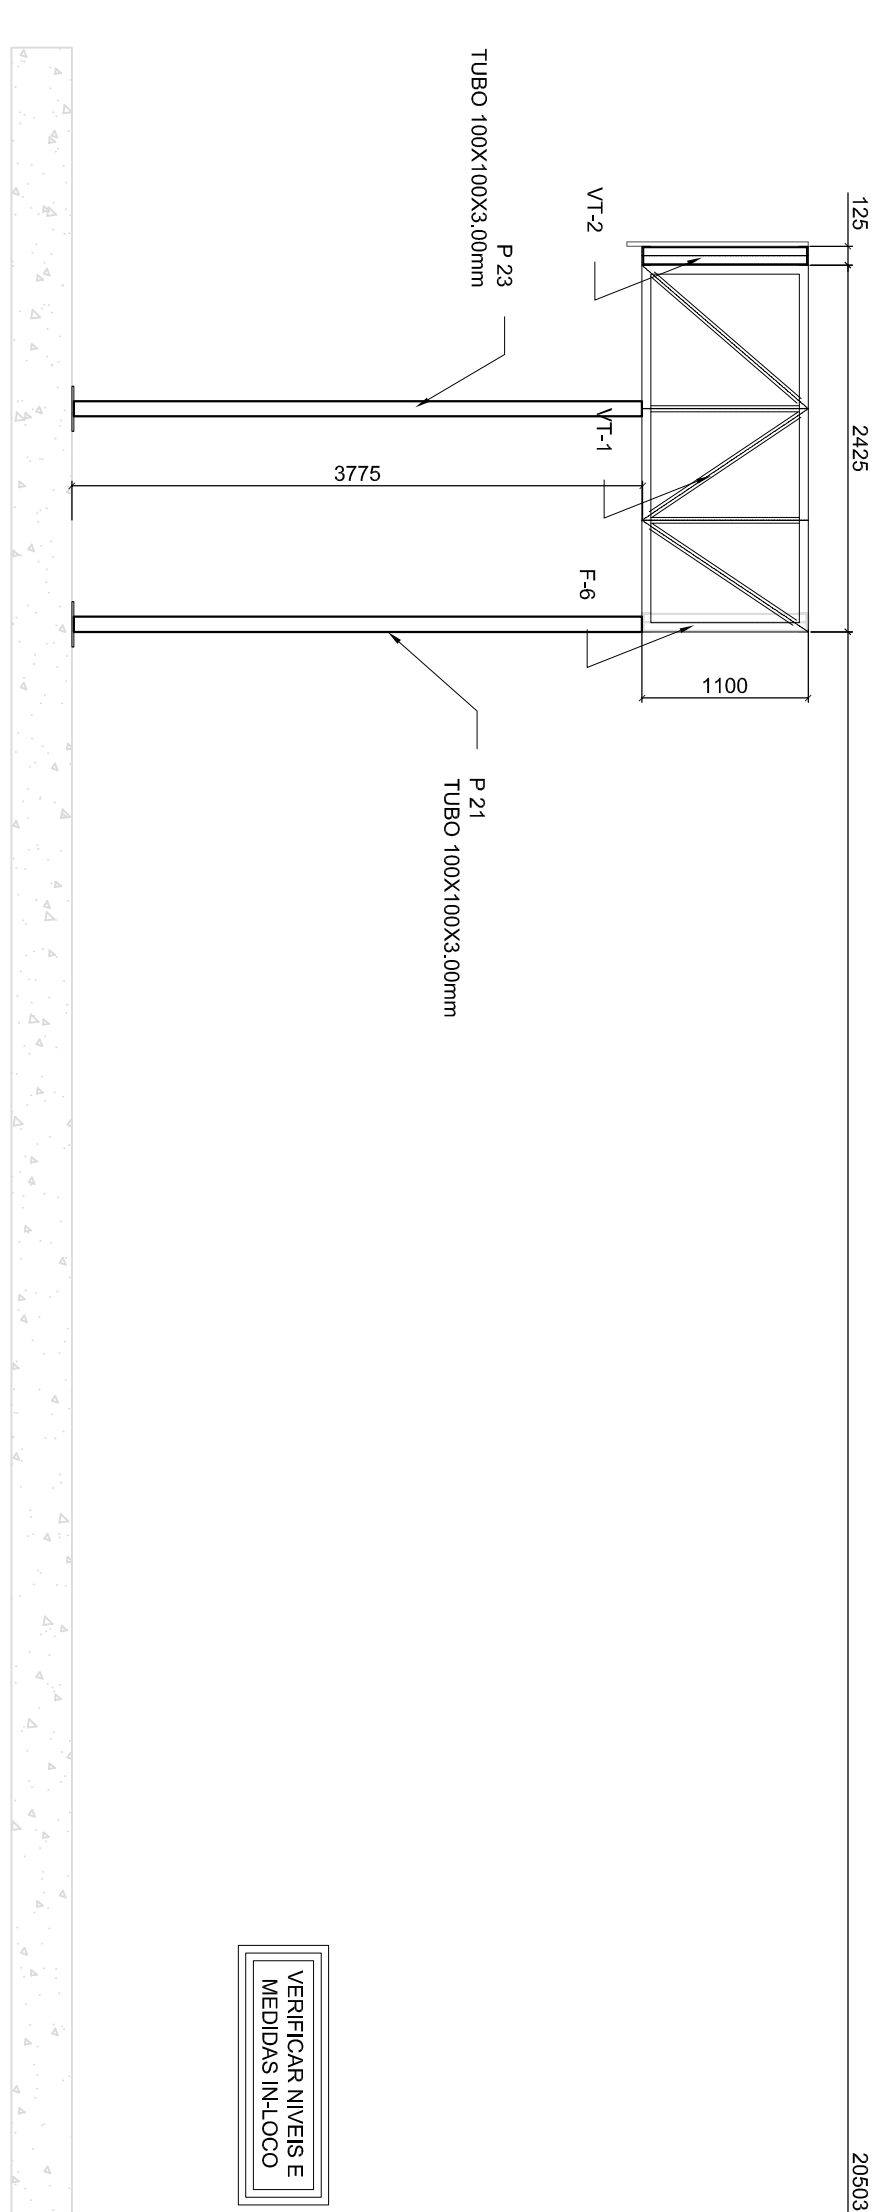 125
2425
20503
VT-2
VT-1
F-6
1100
3775
P 23
TUBO 100X100X3.00mm
P 21
TUBO 100X100X3.00mm
VERIFICAR NIVEIS E
MEDIDAS IN-LOCO